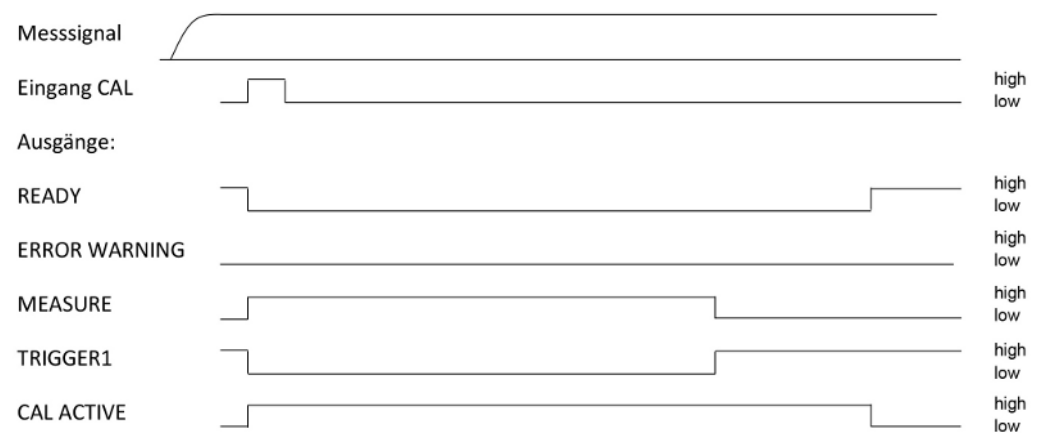 Messsignal
Eingang CAL
high
low
Ausgänge:
READY
high
low
ERROR WARNING
high
low
MEASURE
high
low
TRIGGER1
high
low
CAL ACTIVE
high
low